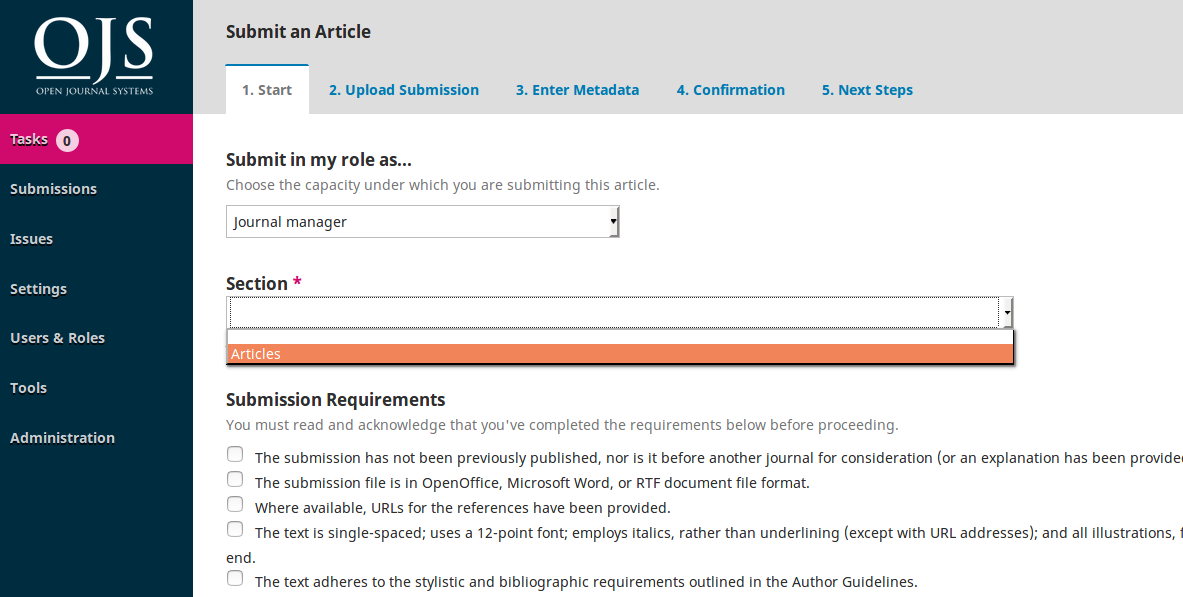 OJS
OPEN JOURNAL SYSTEMS
Tasks 0
Submissions
Issues
Settings
Users & Roles
Tools
Administration
Submit an Article
1. Start 2. Upload Submission 3. Enter Metadata 4. Confirmation 5. Next Steps
Submit in my role as...
Choose the capacity under which you are submitting this article.
Journal manager
Section *
Articles
Submission Requirements
You must read and acknowledge that you've completed the requirements below before proceeding.
The submission has not been previously published, nor is it before another journal for consideration (or an explanation has been provide
The submission file is in OpenOffice, Microsoft Word, or RTF document file format.
Where available, URLs for the references have been provided.
The text is single-spaced; uses a 12-point font; employs italics, rather than underlining (except with URL addresses); and all illustrations,
end.
The text adheres to the stylistic and bibliographic requirements outlined in the Author Guidelines.